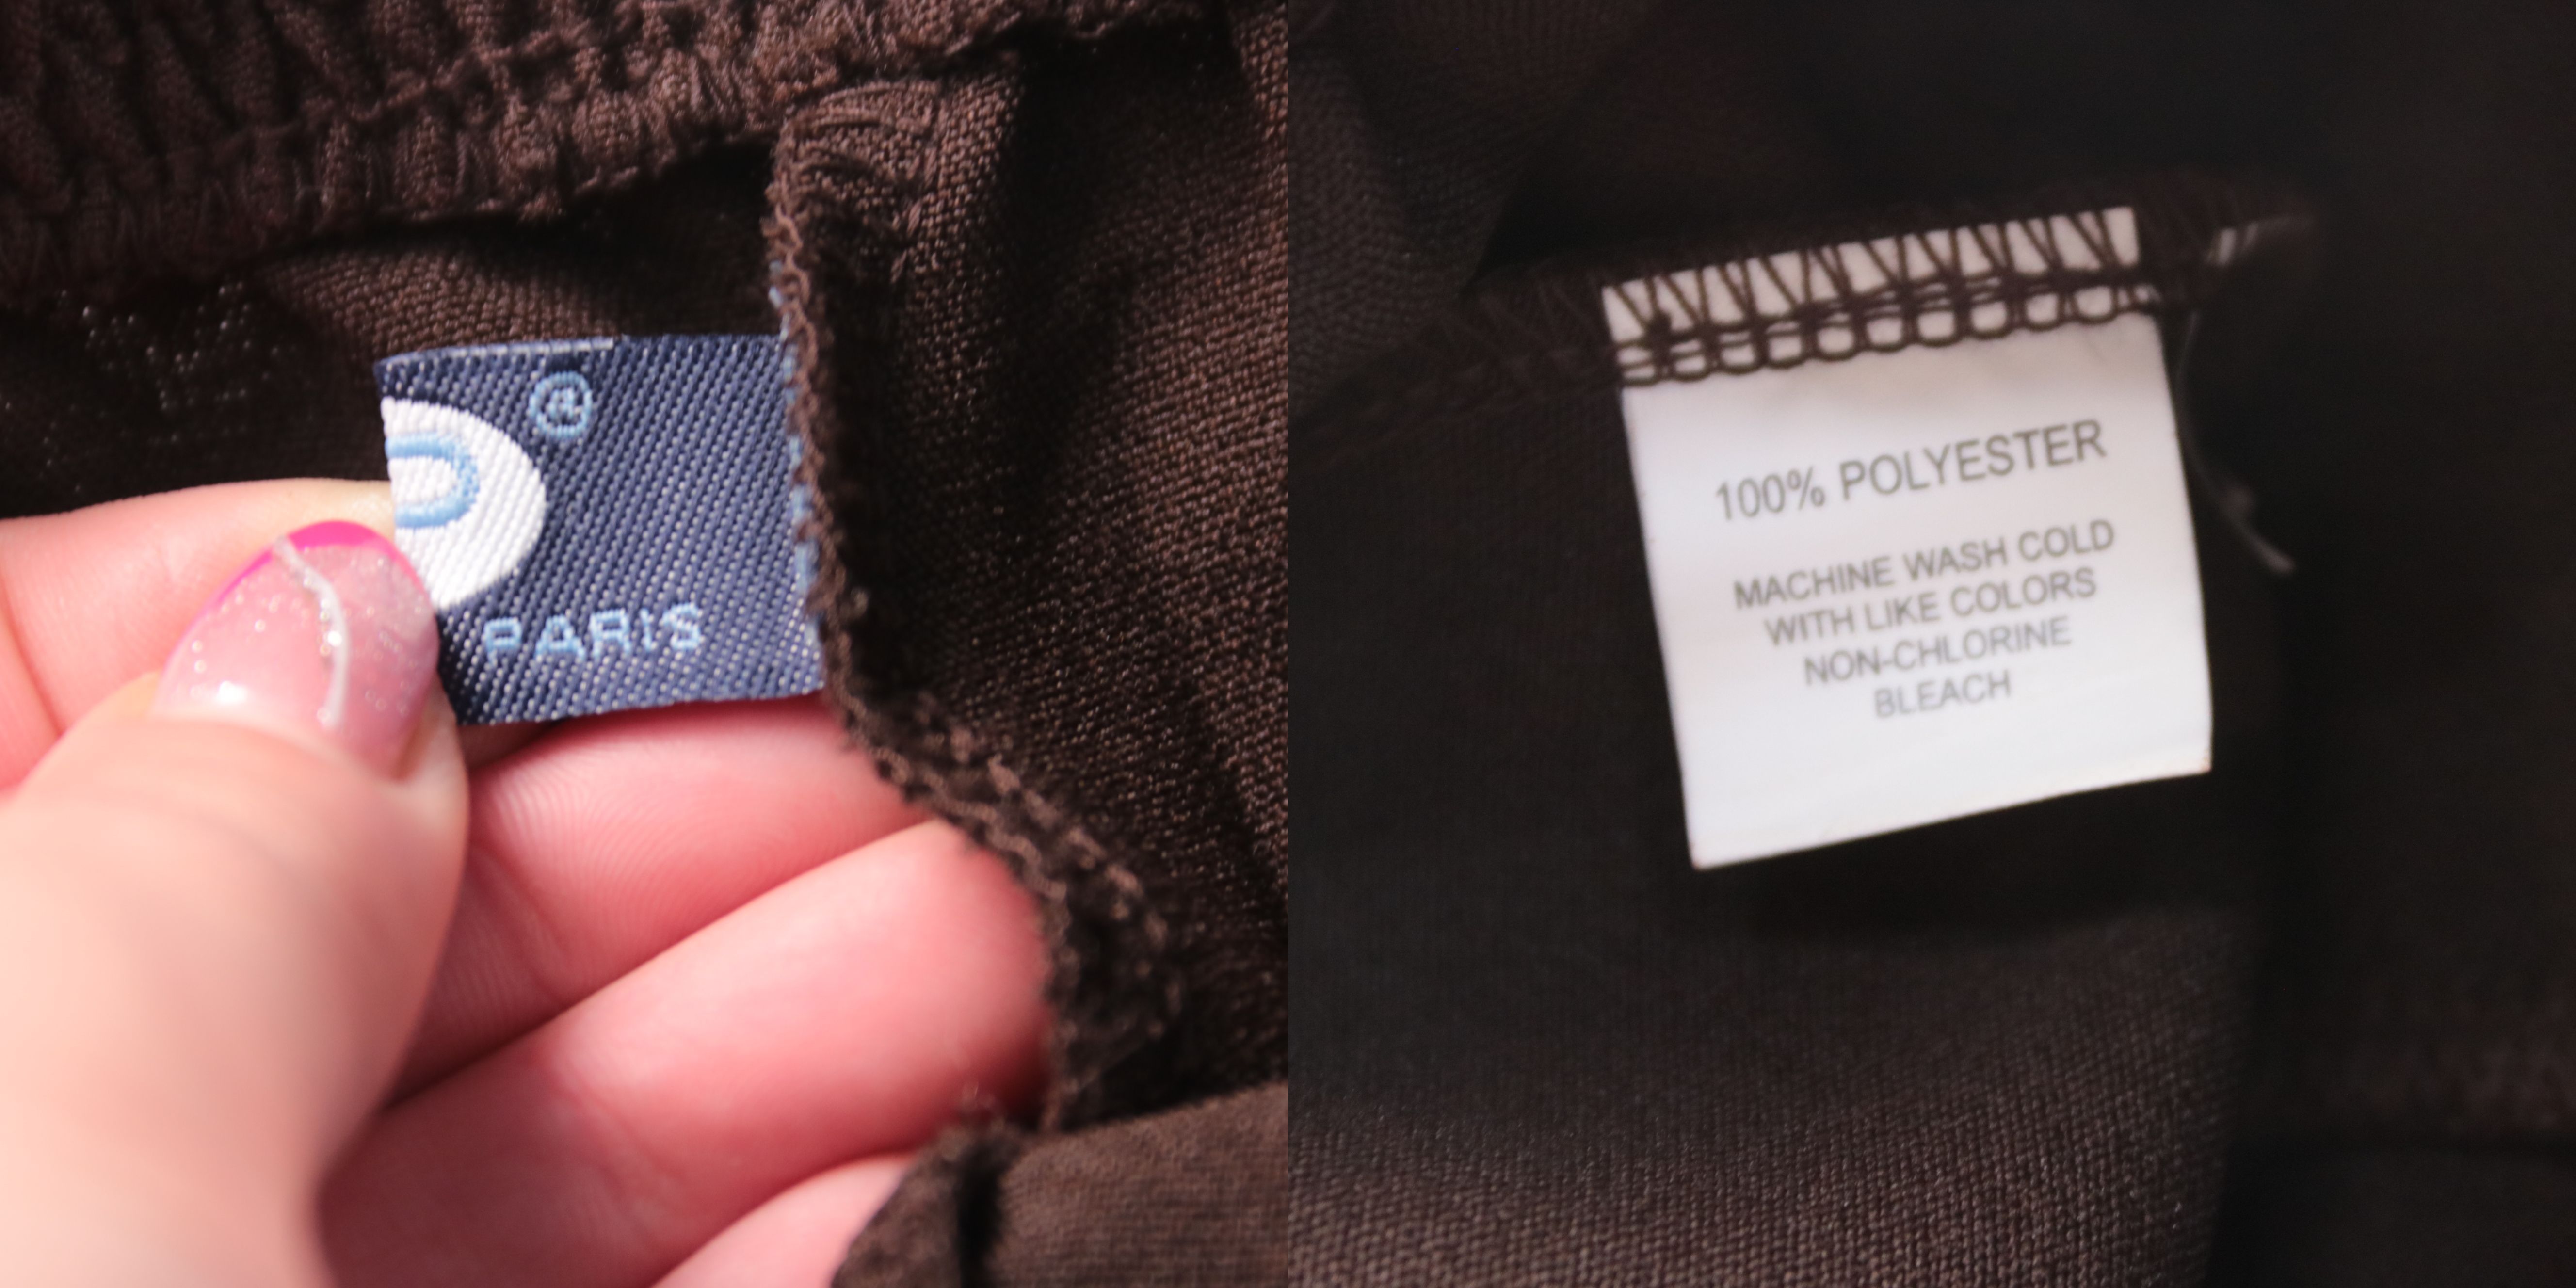 ®
PARIS
100% POLYESTER
MACHINE WASH COLD
WITH LIKE COLORS
NON-CHLORINE
BLEACH